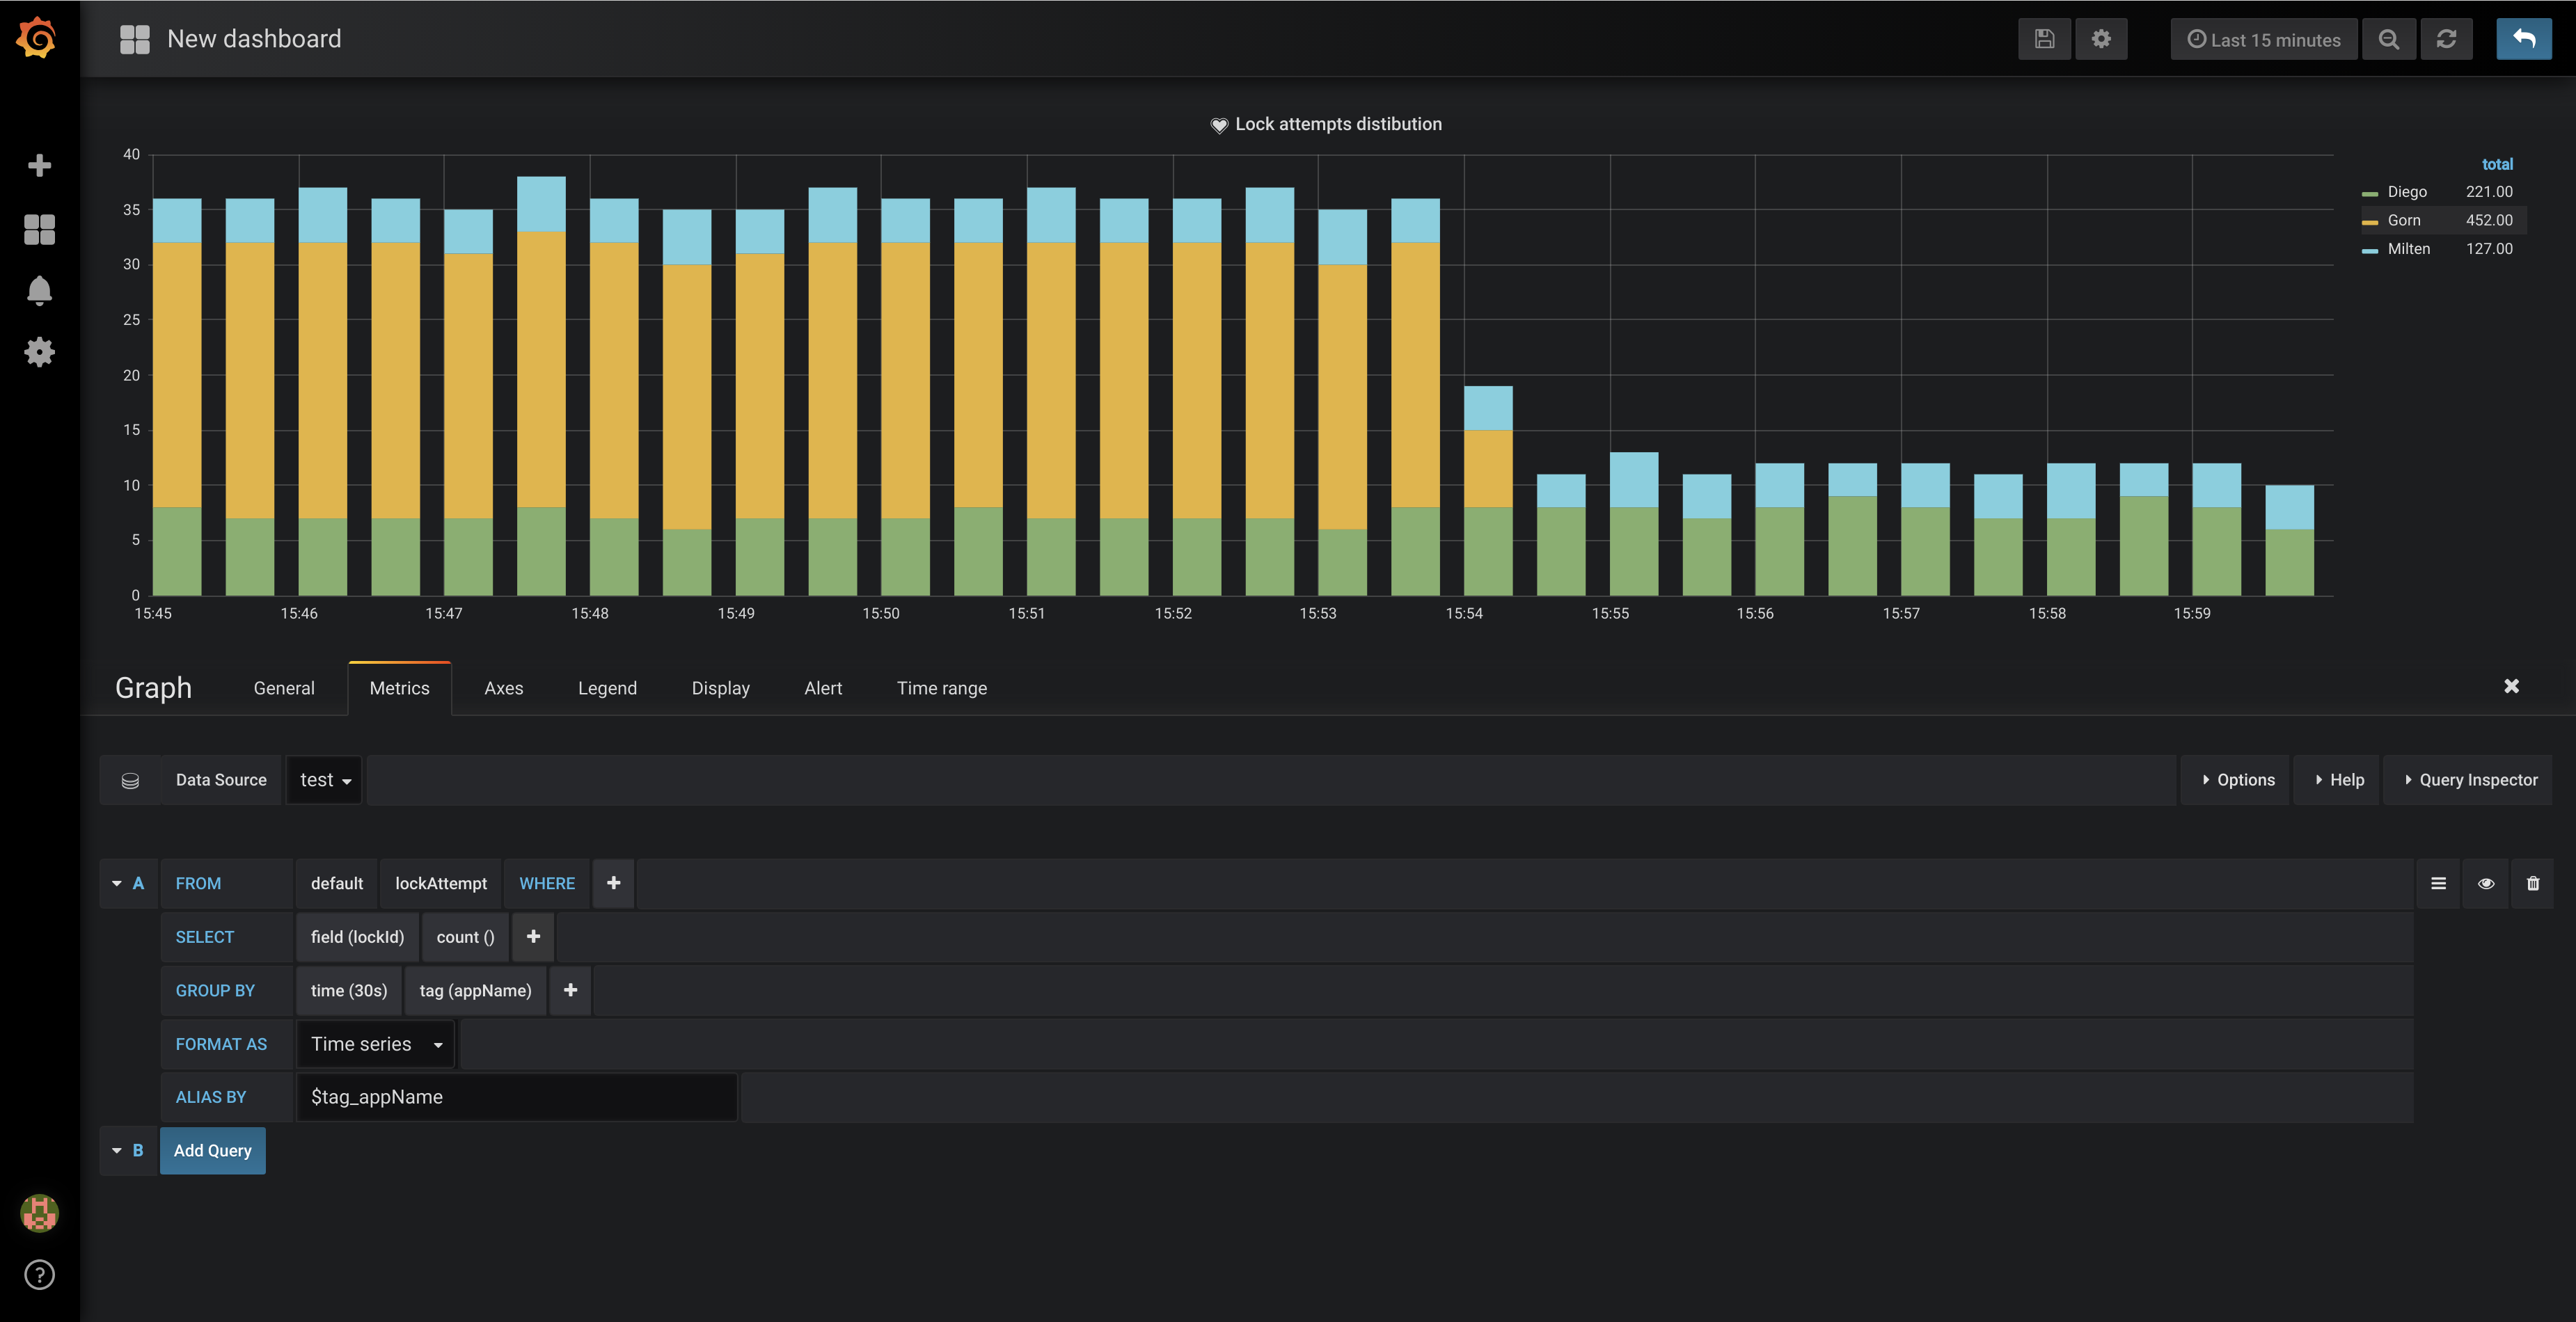 New dashboard
Last 15 minutes
Lock attempts distibution
40
35
30
25
20
15
10
5
0
15:45 15:46 15:47 15:48 15:49 15:50 15:51 15:52 15:53 15:54 15:55 15:56 15:57 15:58 15:59
total
Diego 221.00
Gorn 452.00
Milten 127.00
Graph General Metrics Axes Legend Display Alert Time range
Data Source test Options Help Query Inspector
A FROM default lockAttempt WHERE
SELECT field (lockId) count ()
GROUP BY time (30s) tag (appName)
FORMAT AS Time series
ALIAS BY $tag_appName
B Add Query